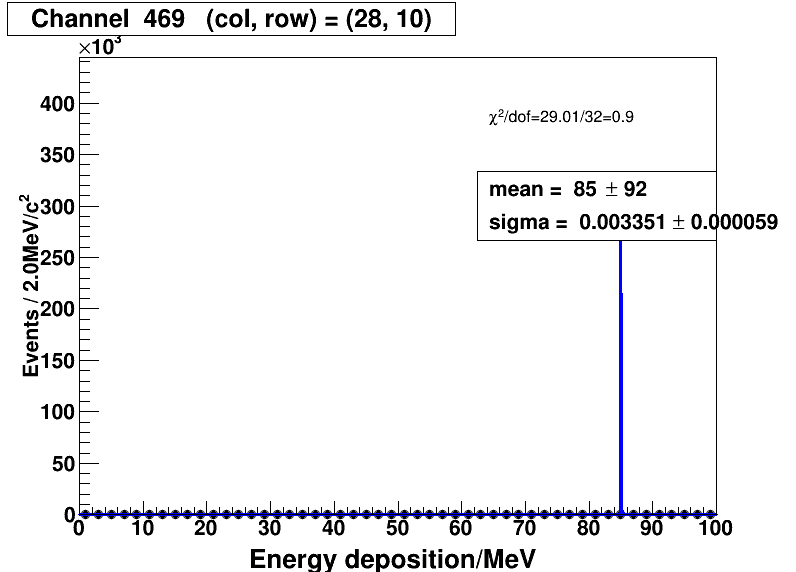 Channel 469 (col, row) = (28, 10)
×10³
χ²/dof=29.01/32=0.9
mean = 85 ± 92
sigma = 0.003351 ± 0.000059
Events / 2.0MeV/c²
400
350
300
250
200
150
100
50
0
0 10 20 30 40 50 60 70 80 90 100
Energy deposition/MeV